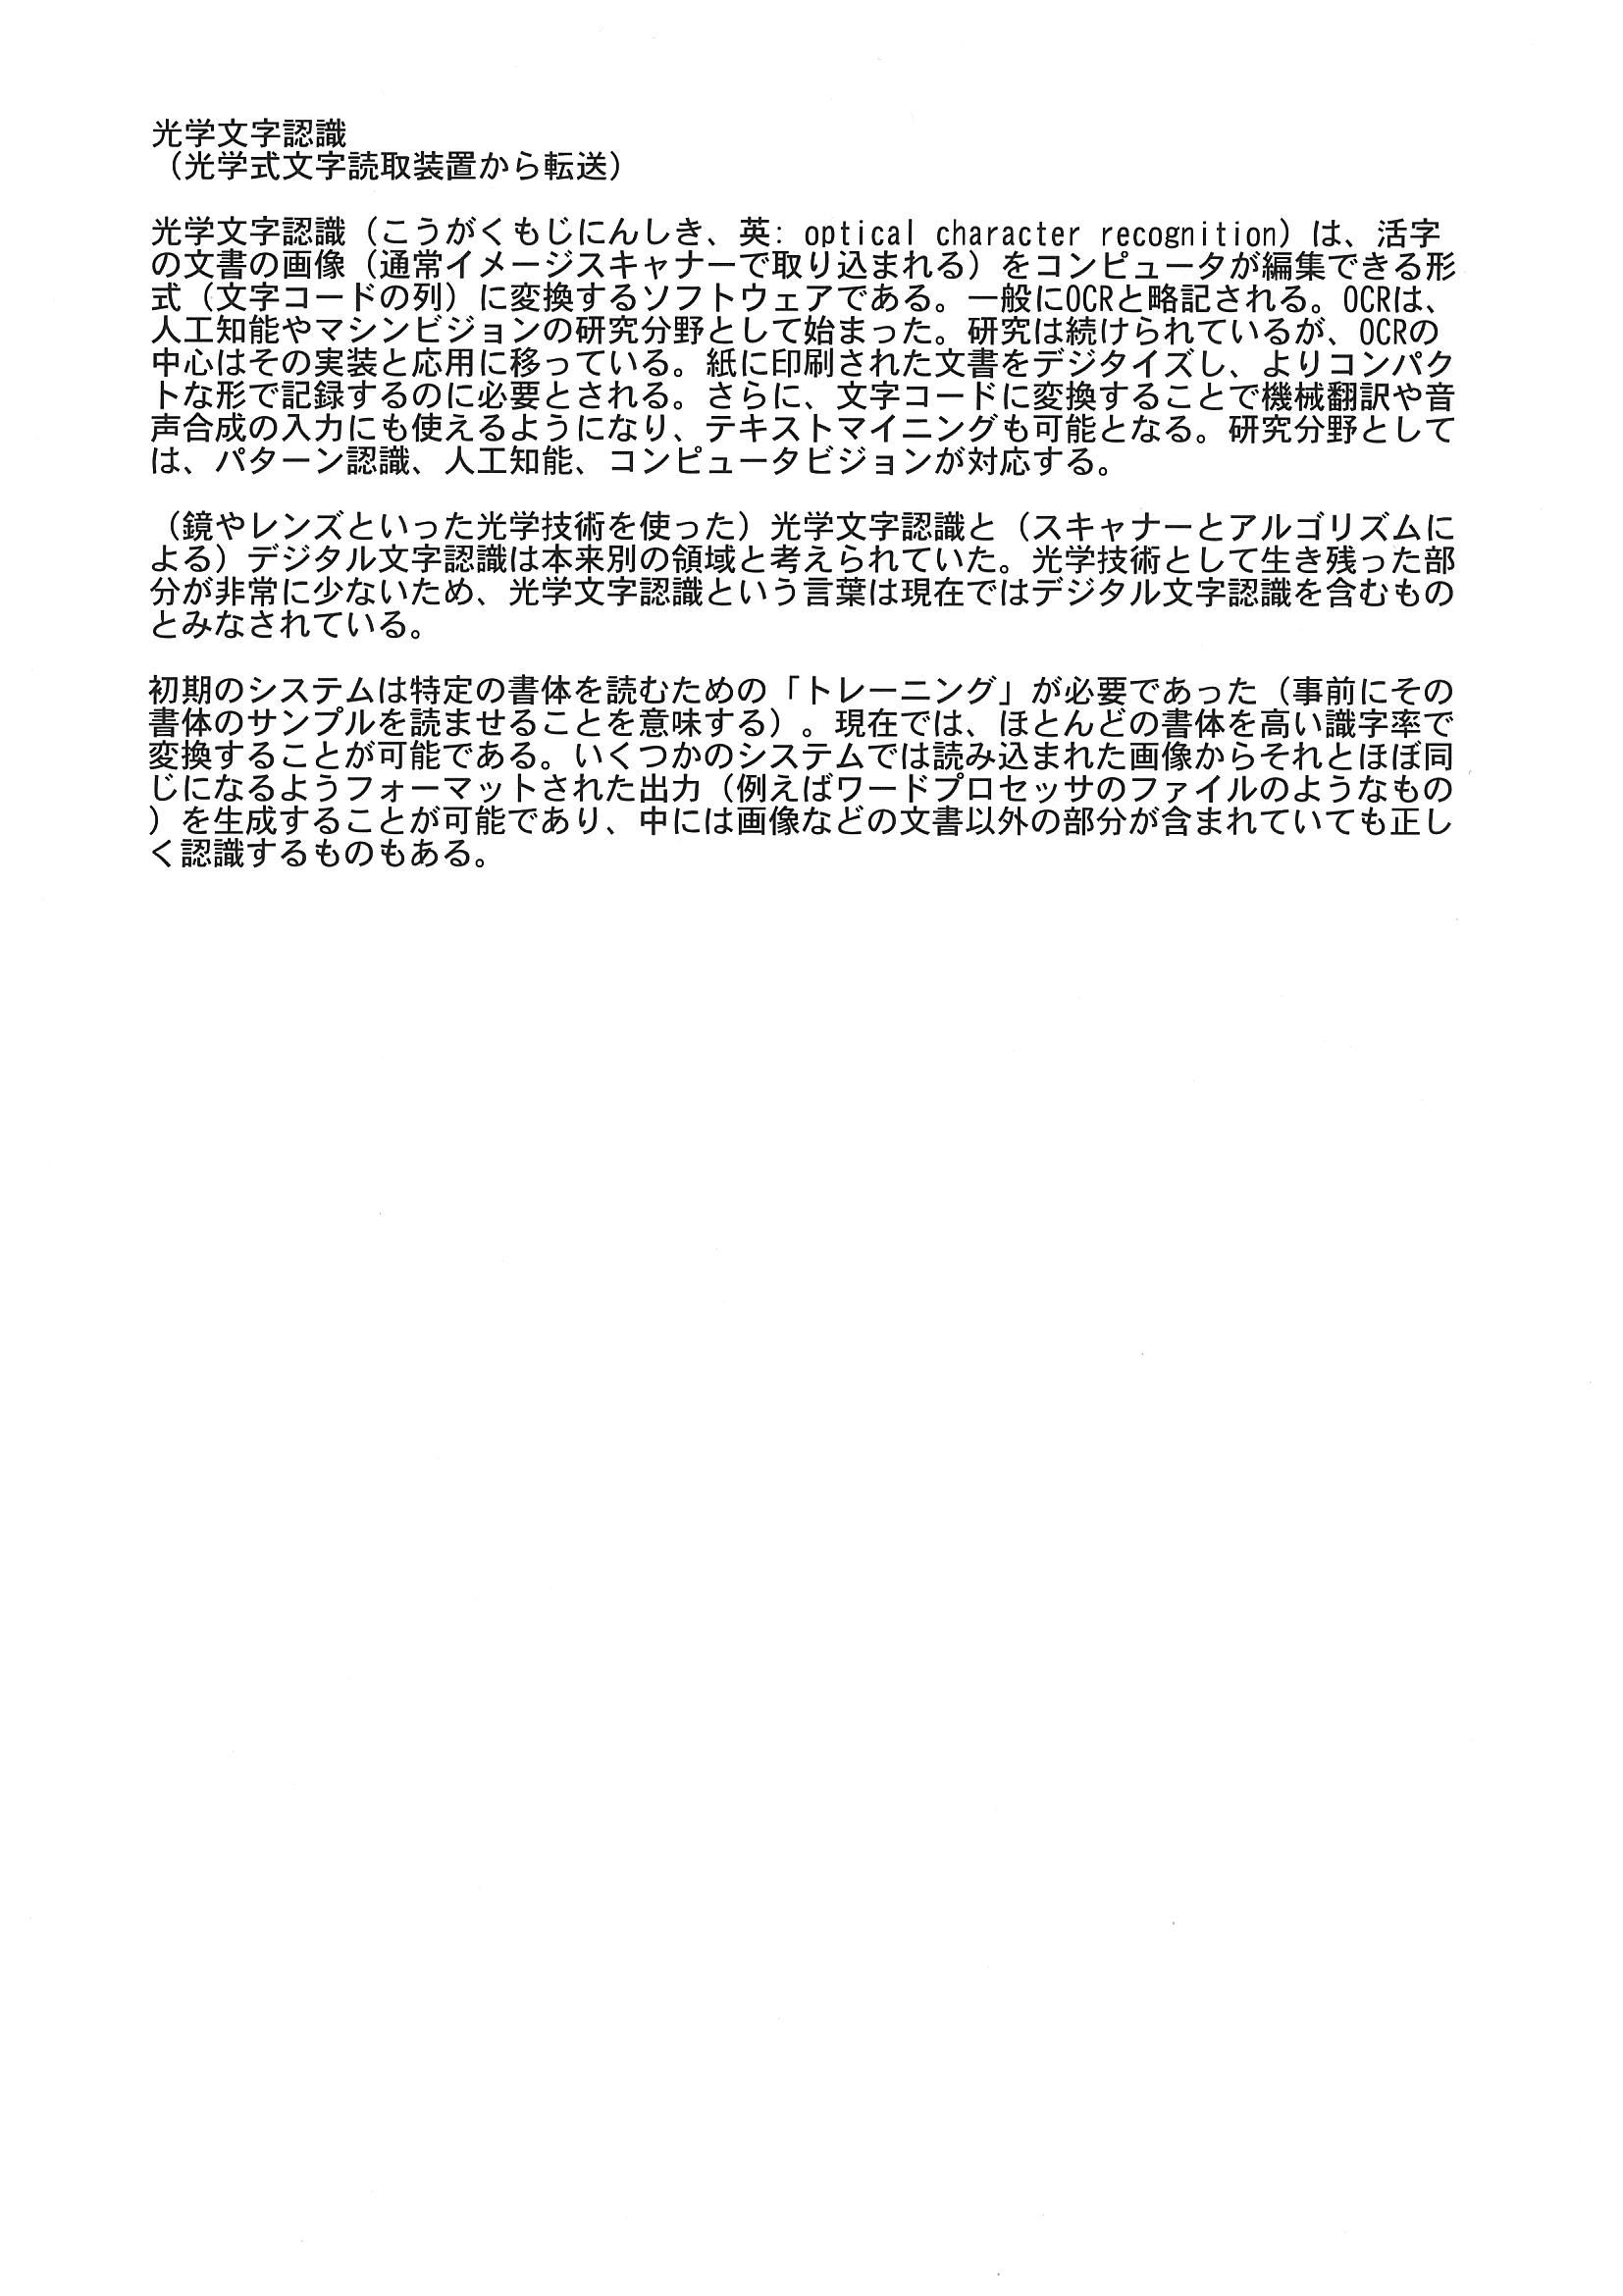 光学文字認識
（光学式文字読取装置から転送）
光学文字認識（こうがくもじにんしき、英: optical character recognition）は、活字
の文書の画像（通常イメージスキャナーで取り込まれる）をコンピュータが編集できる形
式（文字コードの列）に変換するソフトウェアである。一般にOCRと略記される。OCRは、
人工知能やマシンビジョンの研究分野として始まった。研究は続けられているが、OCRの
中心はその実装と応用に移っている。紙に印刷された文書をデジタイズし、よりコンパク
トな形で記録するのに必要とされる。さらに、文字コードに変換することで機械翻訳や音
声合成の入力にも使えるようになり、テキストマイニングも可能となる。研究分野として
は、パターン認識、人工知能、コンピュータビジョンが対応する。
（鏡やレンズといった光学技術を使った）光学文字認識と（スキャナーとアルゴリズムに
よる）デジタル文字認識は本来別の領域と考えられていた。光学技術として生き残った部
分が非常に少ないため、光学文字認識という言葉は現在ではデジタル文字認識を含むもの
とみなされている。
初期のシステムは特定の書体を読むための「トレーニング」が必要であった（事前にその
書体のサンプルを読ませることを意味する）。現在では、ほとんどの書体を高い識字率で
変換することが可能である。いくつかのシステムでは読み込まれた画像からそれとほぼ同
じになるようフォーマットされた出力（例えばワードプロセッサのファイルのようなもの
）を生成することが可能であり、中には画像などの文書以外の部分が含まれていても正し
く認識するものもある。